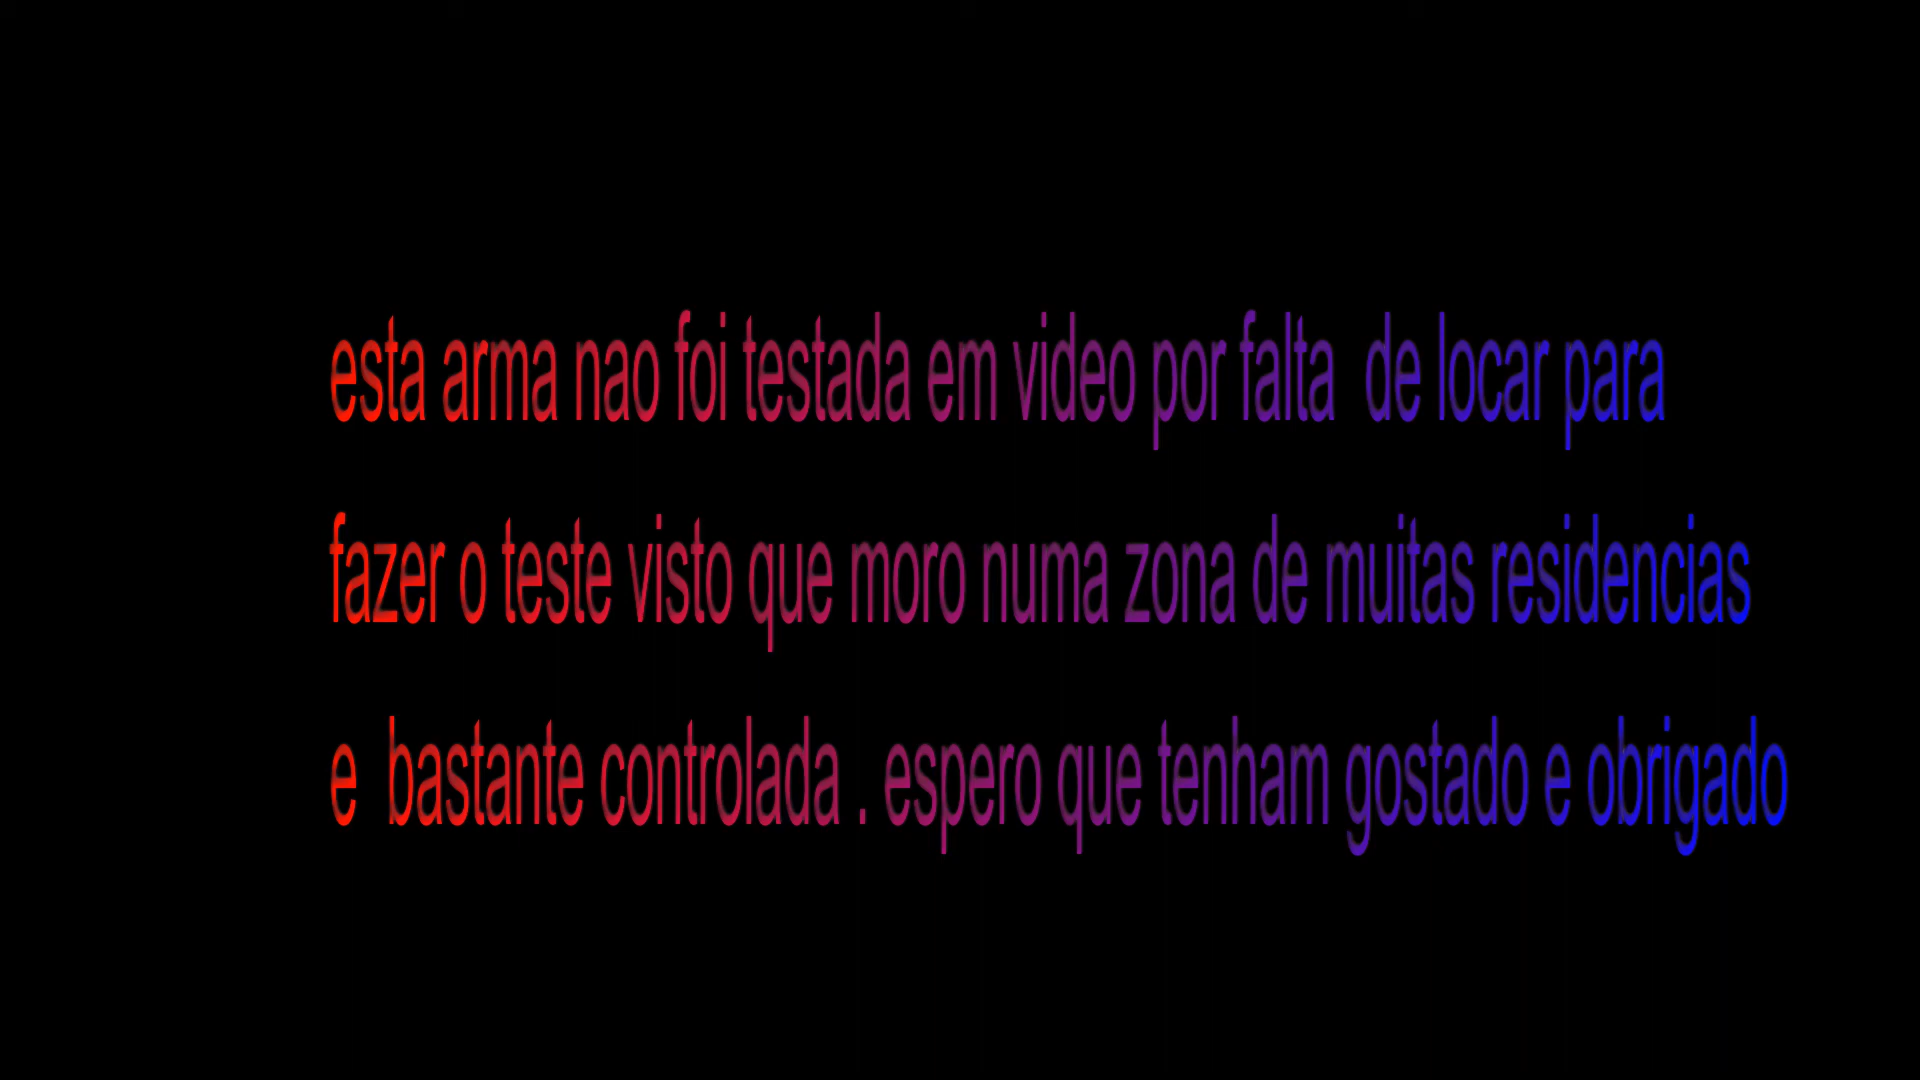 esta arma nao foi testada em video por falta  de locar para
fazer o teste visto que moro numa zona de muitas residencias
e  bastante controlada . espero que tenham gostado e obrigado